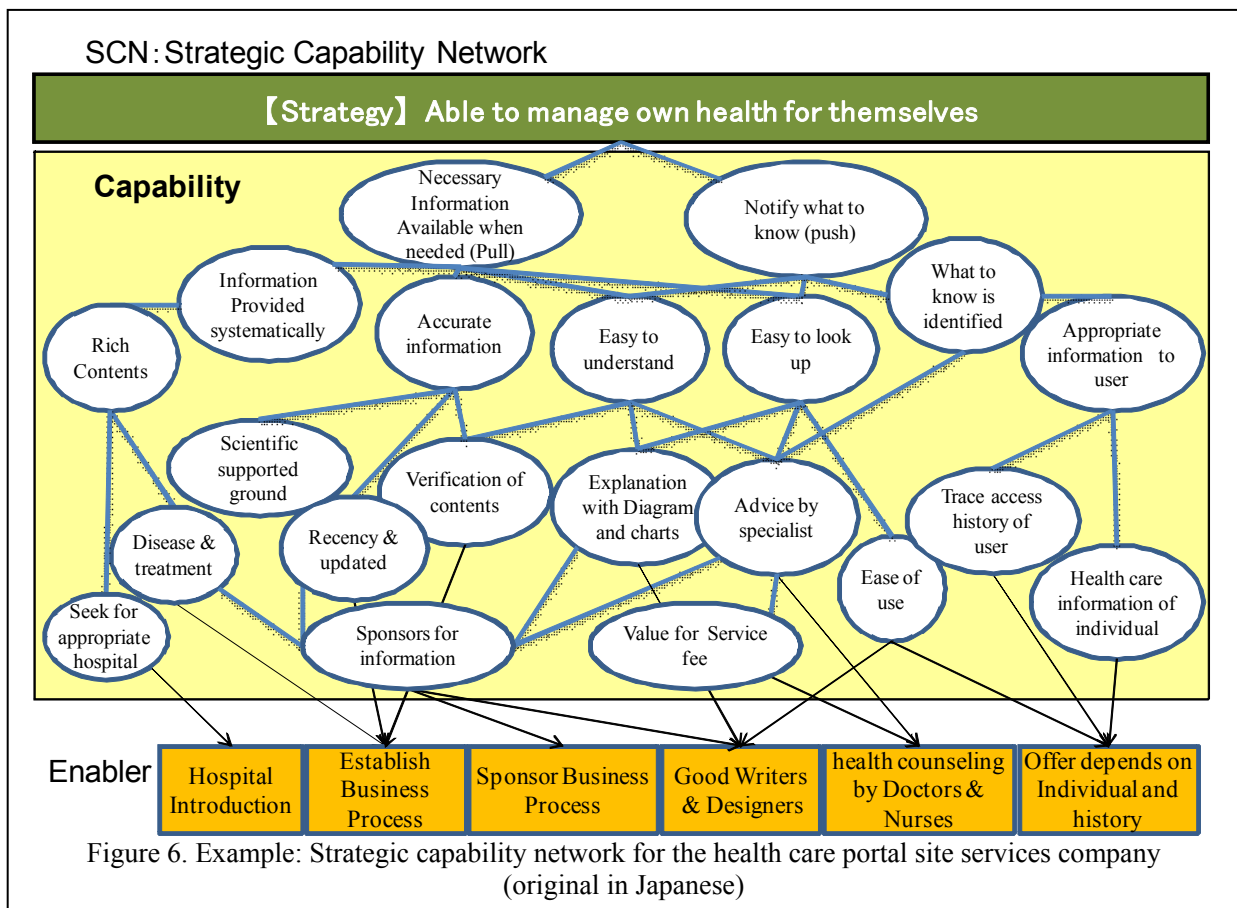 SCN：Strategic Capability Network
【Strategy】Able to manage own health for themselves
Capability
Necessary
Information
Available when
needed (Pull)
Notify what to
know (push)
Information
Provided
systematically
What to
know is
identified
Rich
Contents
Accurate
information
Easy to
understand
Easy to look
up
Appropriate
information to
user
Scientific
supported
ground
Verification of
contents
Explanation
with Diagram
and charts
Advice by
specialist
Trace access
history of
user
Disease &
treatment
Recency &
updated
Ease of
use
Health care
information of
individual
Seek for
appropriate
hospital
Sponsors for
information
Value for Service
fee
Enabler
Hospital
Introduction
Establish
Business
Process
Sponsor Business
Process
Good Writers
& Designers
health counseling
by Doctors &
Nurses
Offer depends on
Individual and
history
Figure 6. Example: Strategic capability network for the health care portal site services company
(original in Japanese)